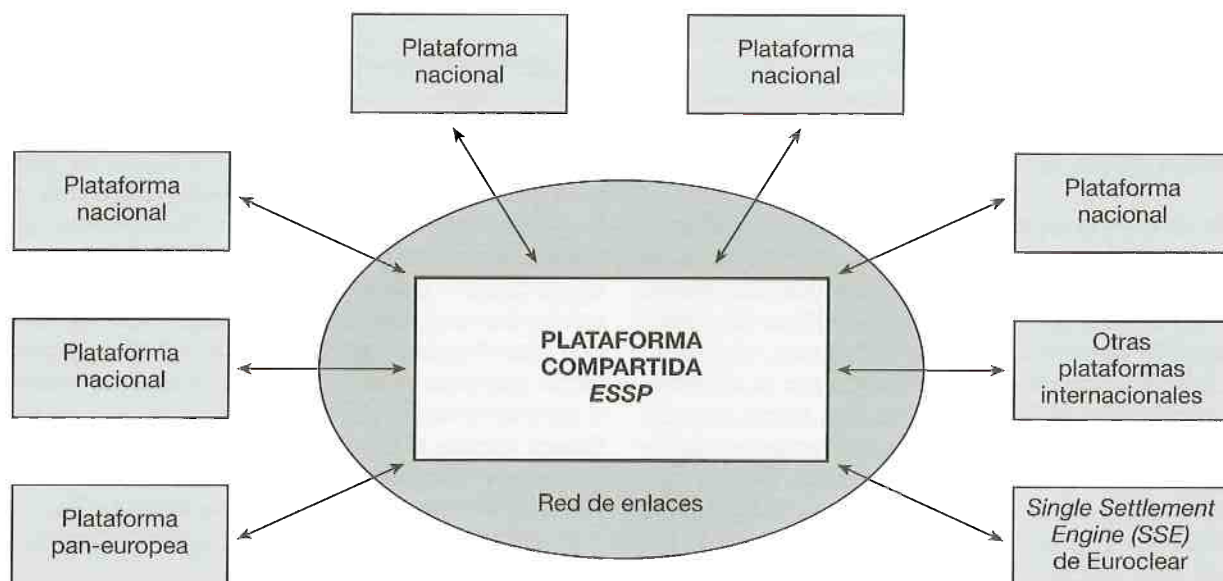 Plataforma
nacional
Plataforma
nacional
Plataforma
nacional
Plataforma
nacional
Plataforma
nacional
PLATAFORMA
COMPARTIDA
ESSP
Otras
plataformas
internacionales
Plataforma
pan-europea
Red de enlaces
Single Settlement
Engine (SSE)
de Euroclear